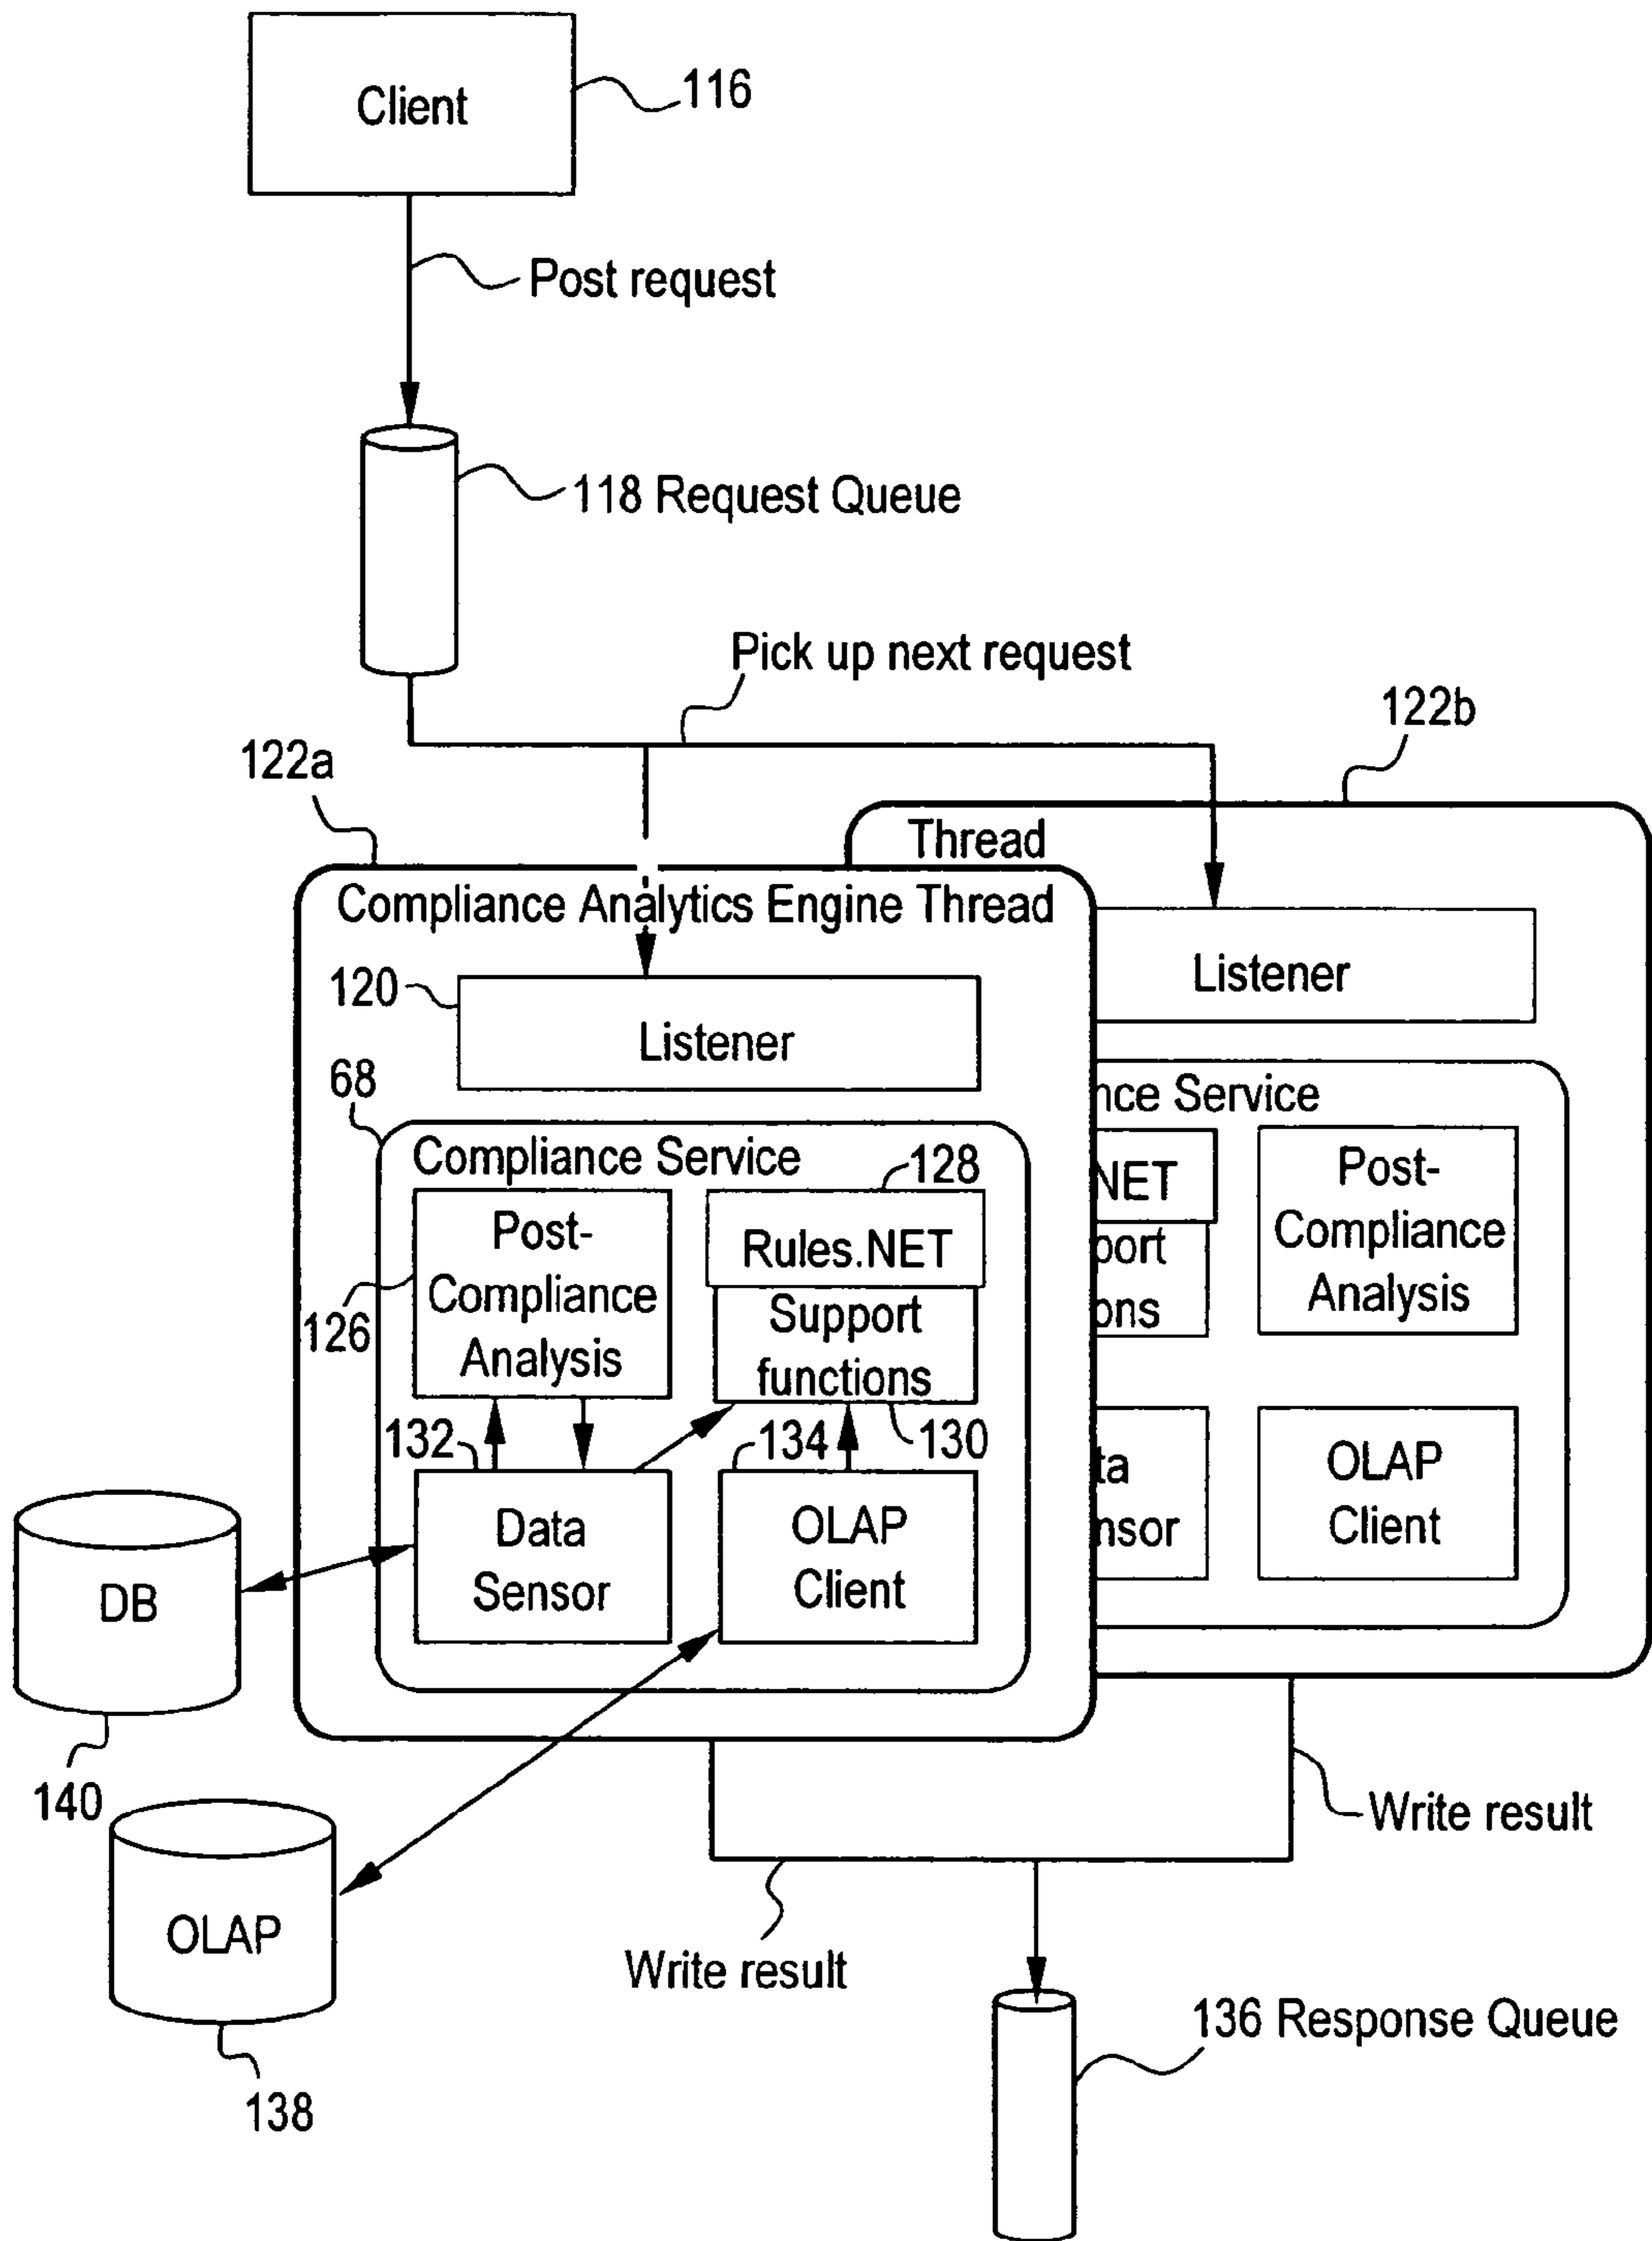 Client
116
Post request
118 Request Queue
Pick up next request
122b
122a
Thread
Compliance Analytics Engine Thread
Listener
120
Listener
68
nce Service
Compliance Service
128
Post-
Compliance
Analysis
Rules.NET
Support
functions
126
NET
port
ons
Post-
Compliance
Analysis
132
134
130
Data
Sensor
OLAP
Client
ta
nsor
OLAP
Client
DB
140
Write result
OLAP
Write result
138
136 Response Queue